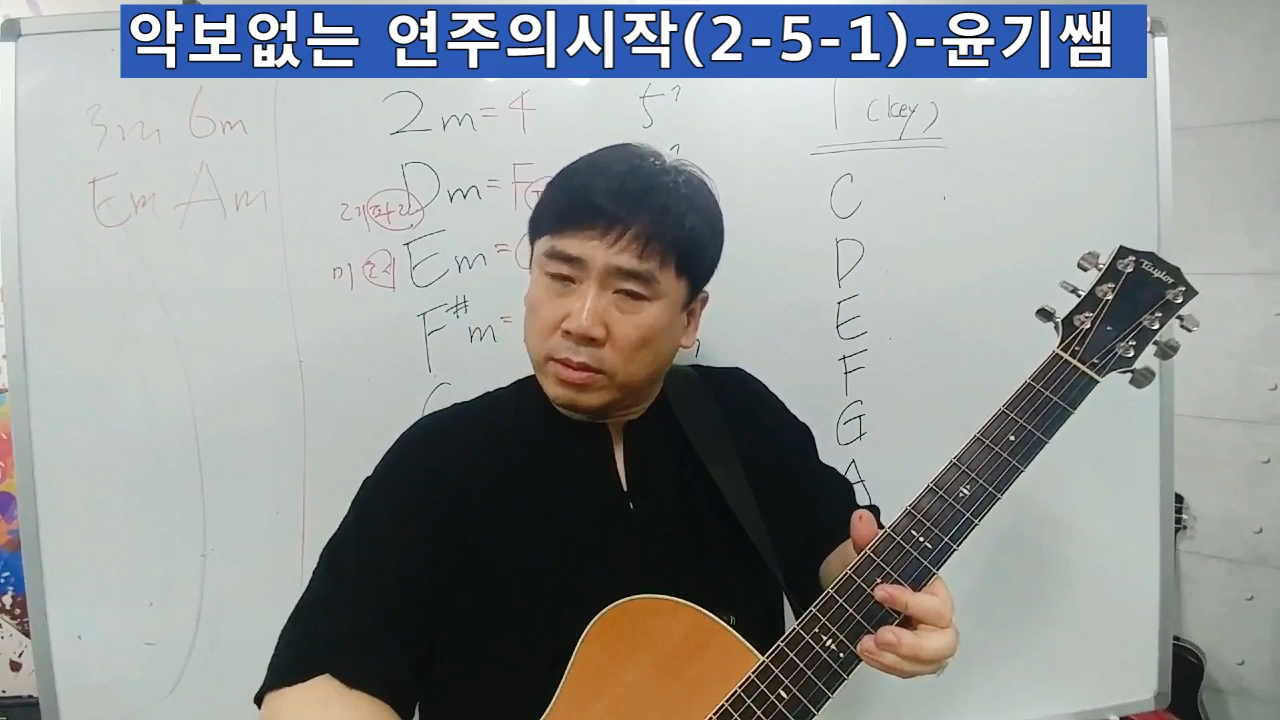 악보없는 연주의시작(2-5-1)-윤기쌤
3m 6m 2m=4 57 1 (key)
Em Am Dm=F
레파라
C
미솔시 Em=
D
F#m=
E
F
G
A
Taylor